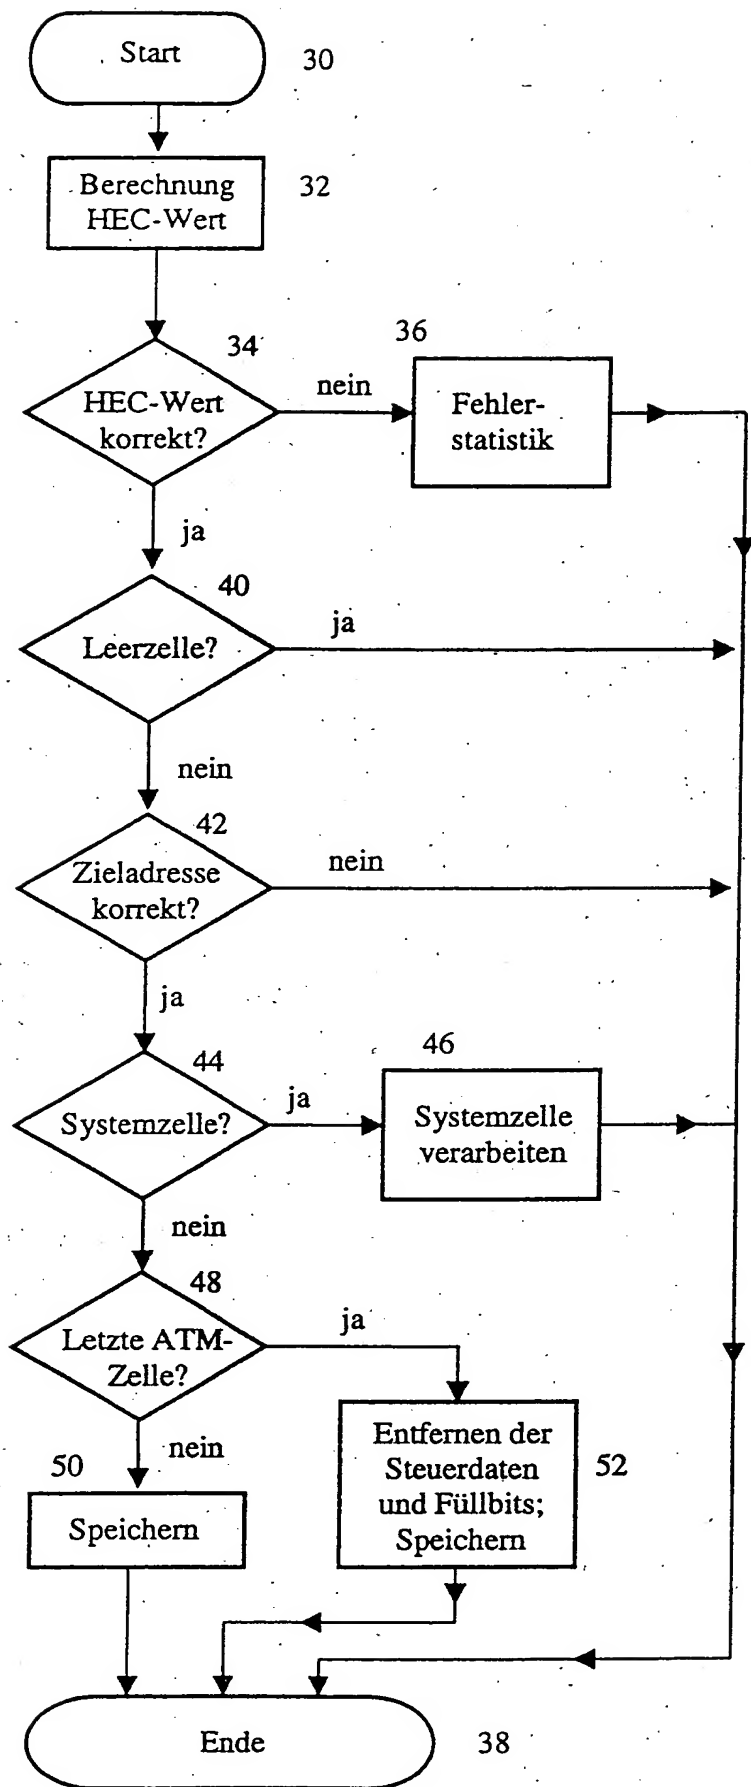 Start
30
Berechnung
HEC-Wert
32
34
36
HEC-Wert
korrekt?
nein
Fehler-
statistik
ja
40
Leerzelle?
ja
nein
42
Zieladresse
korrekt?
nein
ja
44
46
Systemzelle?
ja
Systemzelle
verarbeiten
nein
48
Letzte ATM-
Zelle?
ja
nein
50
Speichern
Entfernen der
Steuerdaten
und Füllbits;
Speichern
52
Ende
38